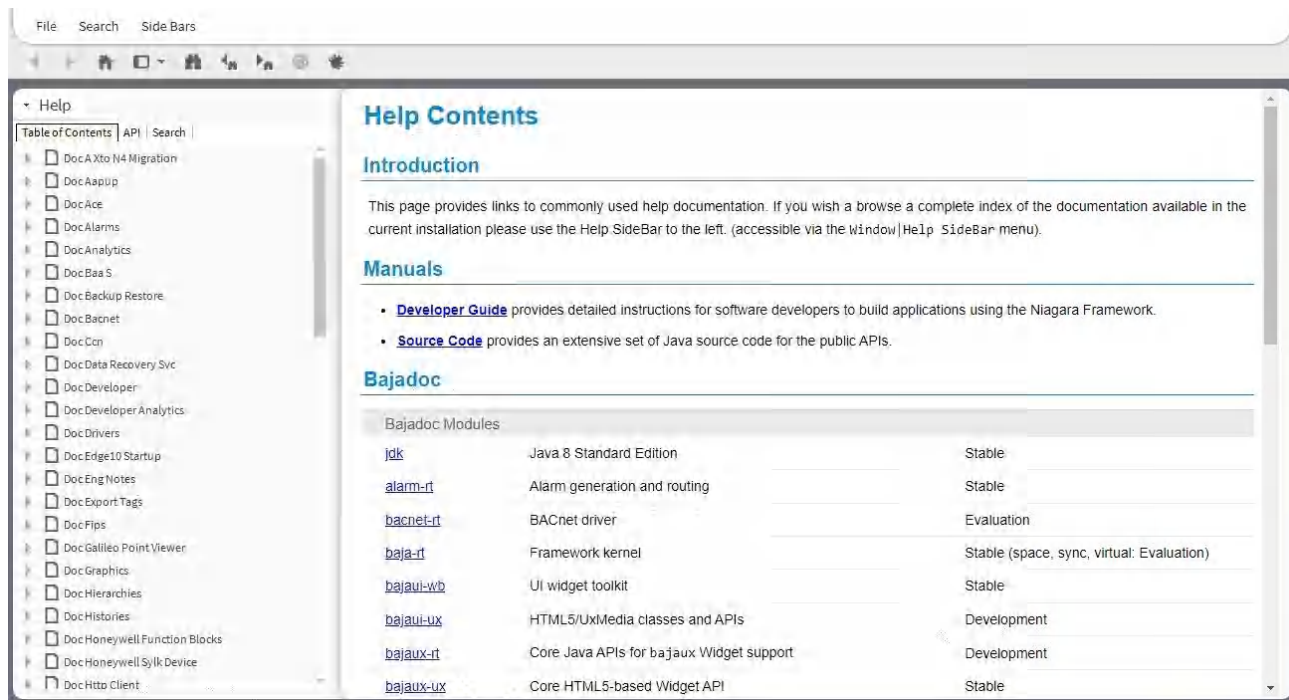 File Search Side Bars
Help
Table of Contents API Search
Doc A Xto N4 Migration
Doc Aapup
Doc Ace
Doc Alarms
Doc Analytics
Doc Baa S
Doc Backup Restore
Doc Bacnet
Doc Ccn
Doc Data Recovery Svc
Doc Developer
Doc Developer Analytics
Doc Drivers
Doc Edge10 Startup
Doc Eng Notes
Doc Export Tags
Doc Fips
Doc Galileo Point Viewer
Doc Graphics
Doc Hierarchies
Doc Histories
Doc Honeywell Function Blocks
Doc Honeywell Sylk Device
Doc Http Client
Help Contents
Introduction
This page provides links to commonly used help documentation. If you wish a browse a complete index of the documentation available in the
current installation please use the Help SideBar to the left. (accessible via the Window|Help SideBar menu).
Manuals
• Developer Guide provides detailed instructions for software developers to build applications using the Niagara Framework.
• Source Code provides an extensive set of Java source code for the public APIs.
Bajadoc
Bajadoc Modules
jdk Java 8 Standard Edition Stable
alarm-rt Alarm generation and routing Stable
bacnet-rt BACnet driver Evaluation
baja-rt Framework kernel Stable (space, sync, virtual: Evaluation)
bajaui-wb UI widget toolkit Stable
bajaui-ux HTML5/UxMedia classes and APIs Development
bajaux-rt Core Java APIs for bajaux Widget support Development
bajaux-ux Core HTML5-based Widget API Stable